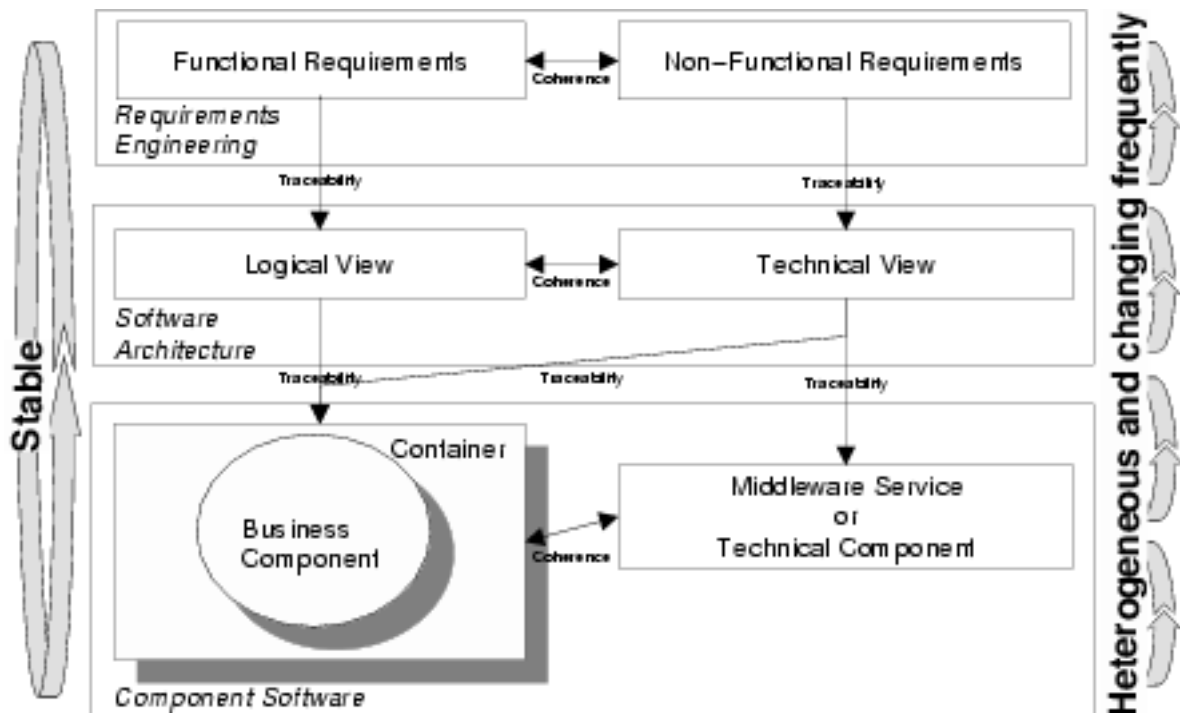 Functional Requirements
Coherence
Non-Functional Requirements
Requirements
Engineering
Traceability
Traceability
Logical View
Coherence
Technical View
Software
Architecture
Traceability
Traceability
Traceability
Container
Business
Component
Coherence
Middleware Service
or
Technical Component
Component Software
Stable
Heterogeneous and changing frequently